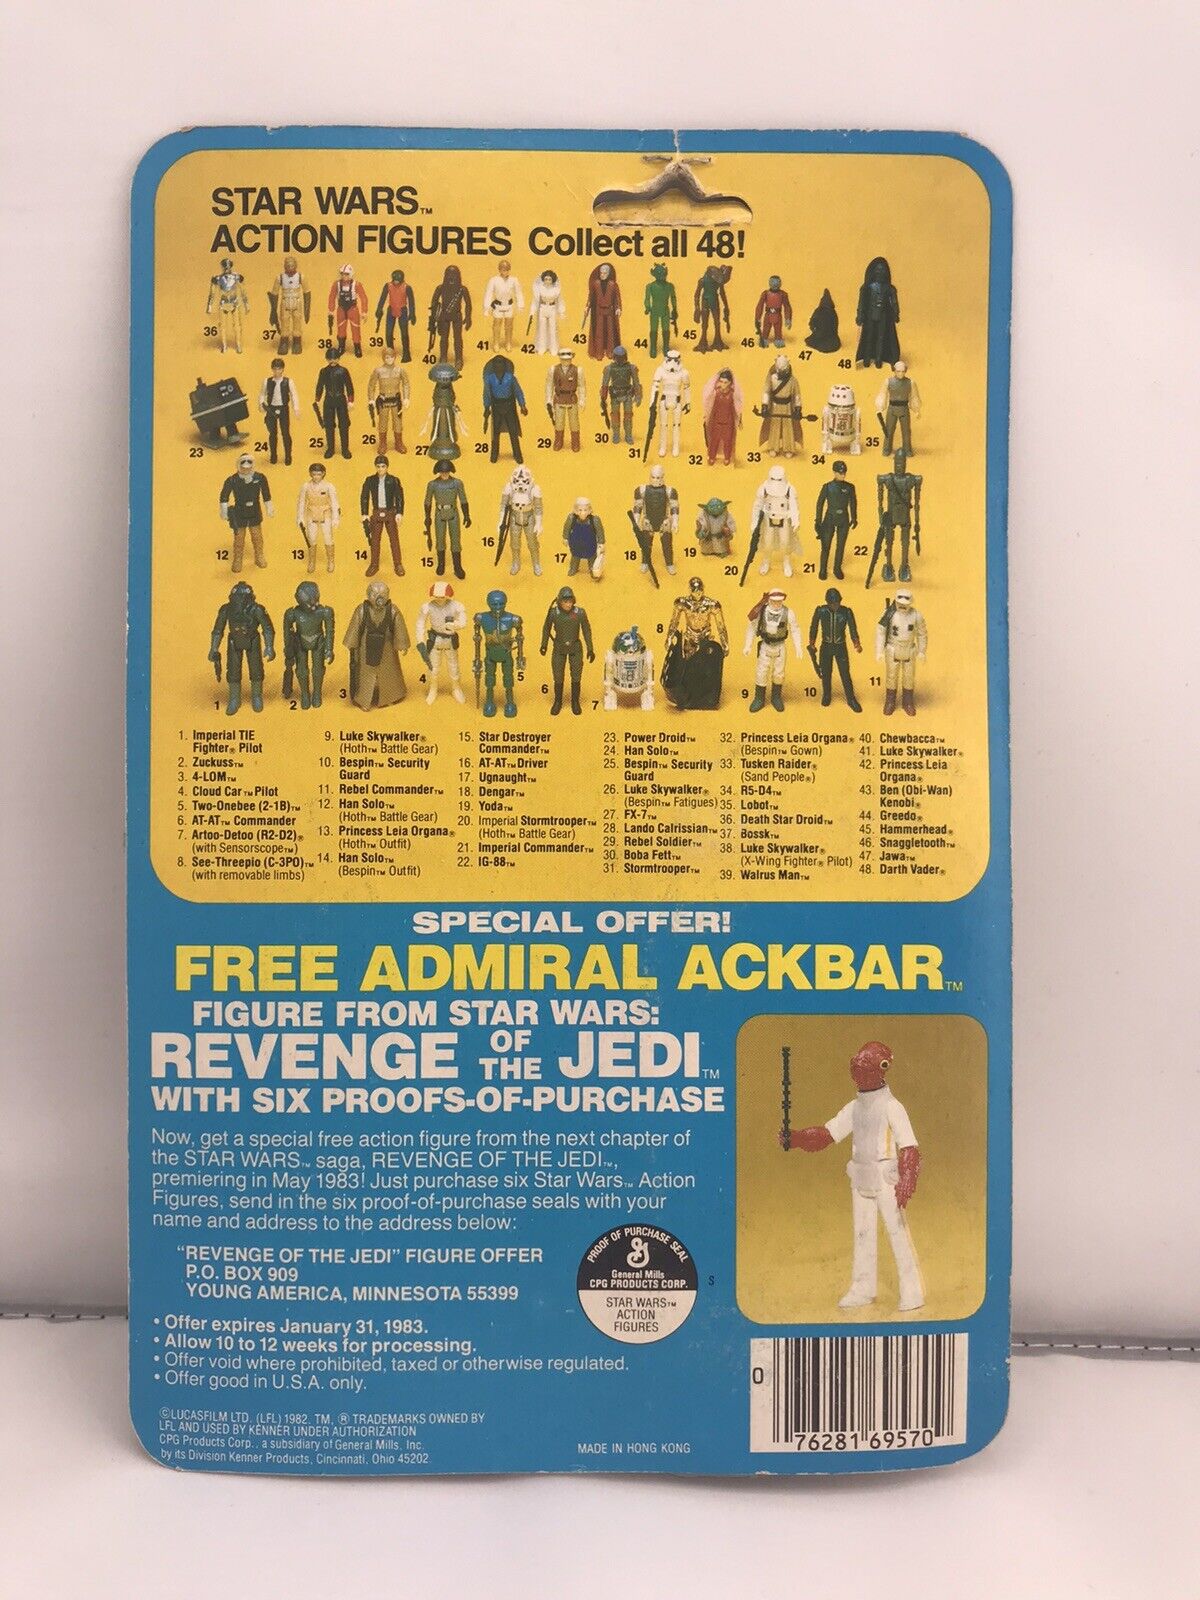 STAR WARS™
ACTION FIGURES Collect all 48!
36
37
38
39
40
41
42
43
44
45
46
47
48
23
24
25
26
27
28
29
30
31
32
33
34
35
12
13
14
15
16
17
18
19
20
21
22
1
2
3
4
5
6
7
8
9
10
11
1. Imperial TIE
Fighter® Pilot
2. Zuckuss™
3. 4-LOM™
4. Cloud Car™ Pilot
5. Two-Onebee (2-1B)™
6. AT-AT™ Commander
7. Artoo-Detoo (R2-D2)®
(with Sensorscope™)
8. See-Threepio (C-3PO)™
(with removable limbs)
9. Luke Skywalker®
(Hoth™ Battle Gear)
10. Bespin™ Security
Guard
11. Rebel Commander™
12. Han Solo™
(Hoth™ Battle Gear)
13. Princess Leia Organa®
(Hoth™ Outfit)
14. Han Solo™
(Bespin™ Outfit)
15. Star Destroyer
Commander™
16. AT-AT™ Driver
17. Ugnaught™
18. Dengar™
19. Yoda™
20. Imperial Stormtrooper™
(Hoth™ Battle Gear)
21. Imperial Commander™
22. IG-88™
23. Power Droid™
24. Han Solo™
25. Bespin™ Security
Guard
26. Luke Skywalker®
(Bespin™ Fatigues)
27. FX-7™
28. Lando Calrissian™
29. Rebel Soldier™
30. Boba Fett™
31. Stormtrooper™
32. Princess Leia Organa®
(Bespin™ Gown)
33. Tusken Raider®
(Sand People®)
34. R5-D4™
35. Lobot™
36. Death Star Droid™
37. Bossk™
38. Luke Skywalker®
(X-Wing Fighter® Pilot)
39. Walrus Man™
40. Chewbacca™
41. Luke Skywalker®
42. Princess Leia
Organa®
43. Ben (Obi-Wan)
Kenobi®
44. Greedo®
45. Hammerhead®
46. Snaggletooth™
47. Jawa™
48. Darth Vader®
SPECIAL OFFER!
FREE ADMIRAL ACKBAR™
FIGURE FROM STAR WARS:
REVENGE OF THE JEDI™
WITH SIX PROOFS-OF-PURCHASE
Now, get a special free action figure from the next chapter of
the STAR WARS™ saga, REVENGE OF THE JEDI™,
premiering in May 1983! Just purchase six Star Wars™ Action
Figures, send in the six proof-of-purchase seals with your
name and address to the address below:
"REVENGE OF THE JEDI" FIGURE OFFER
P.O. BOX 909
YOUNG AMERICA, MINNESOTA 55399
• Offer expires January 31, 1983.
• Allow 10 to 12 weeks for processing.
• Offer void where prohibited, taxed or otherwise regulated.
• Offer good in U.S.A. only.
PROOF OF PURCHASE SEAL
General Mills
CPG PRODUCTS CORP.
STAR WARS™
ACTION
FIGURES
S
©LUCASFILM LTD. (LFL) 1982. TM, ® TRADEMARKS OWNED BY
LFL AND USED BY KENNER UNDER AUTHORIZATION
CPG Products Corp., a subsidiary of General Mills, Inc.
by its Division Kenner Products, Cincinnati, Ohio 45202
MADE IN HONG KONG
0 76281 69570